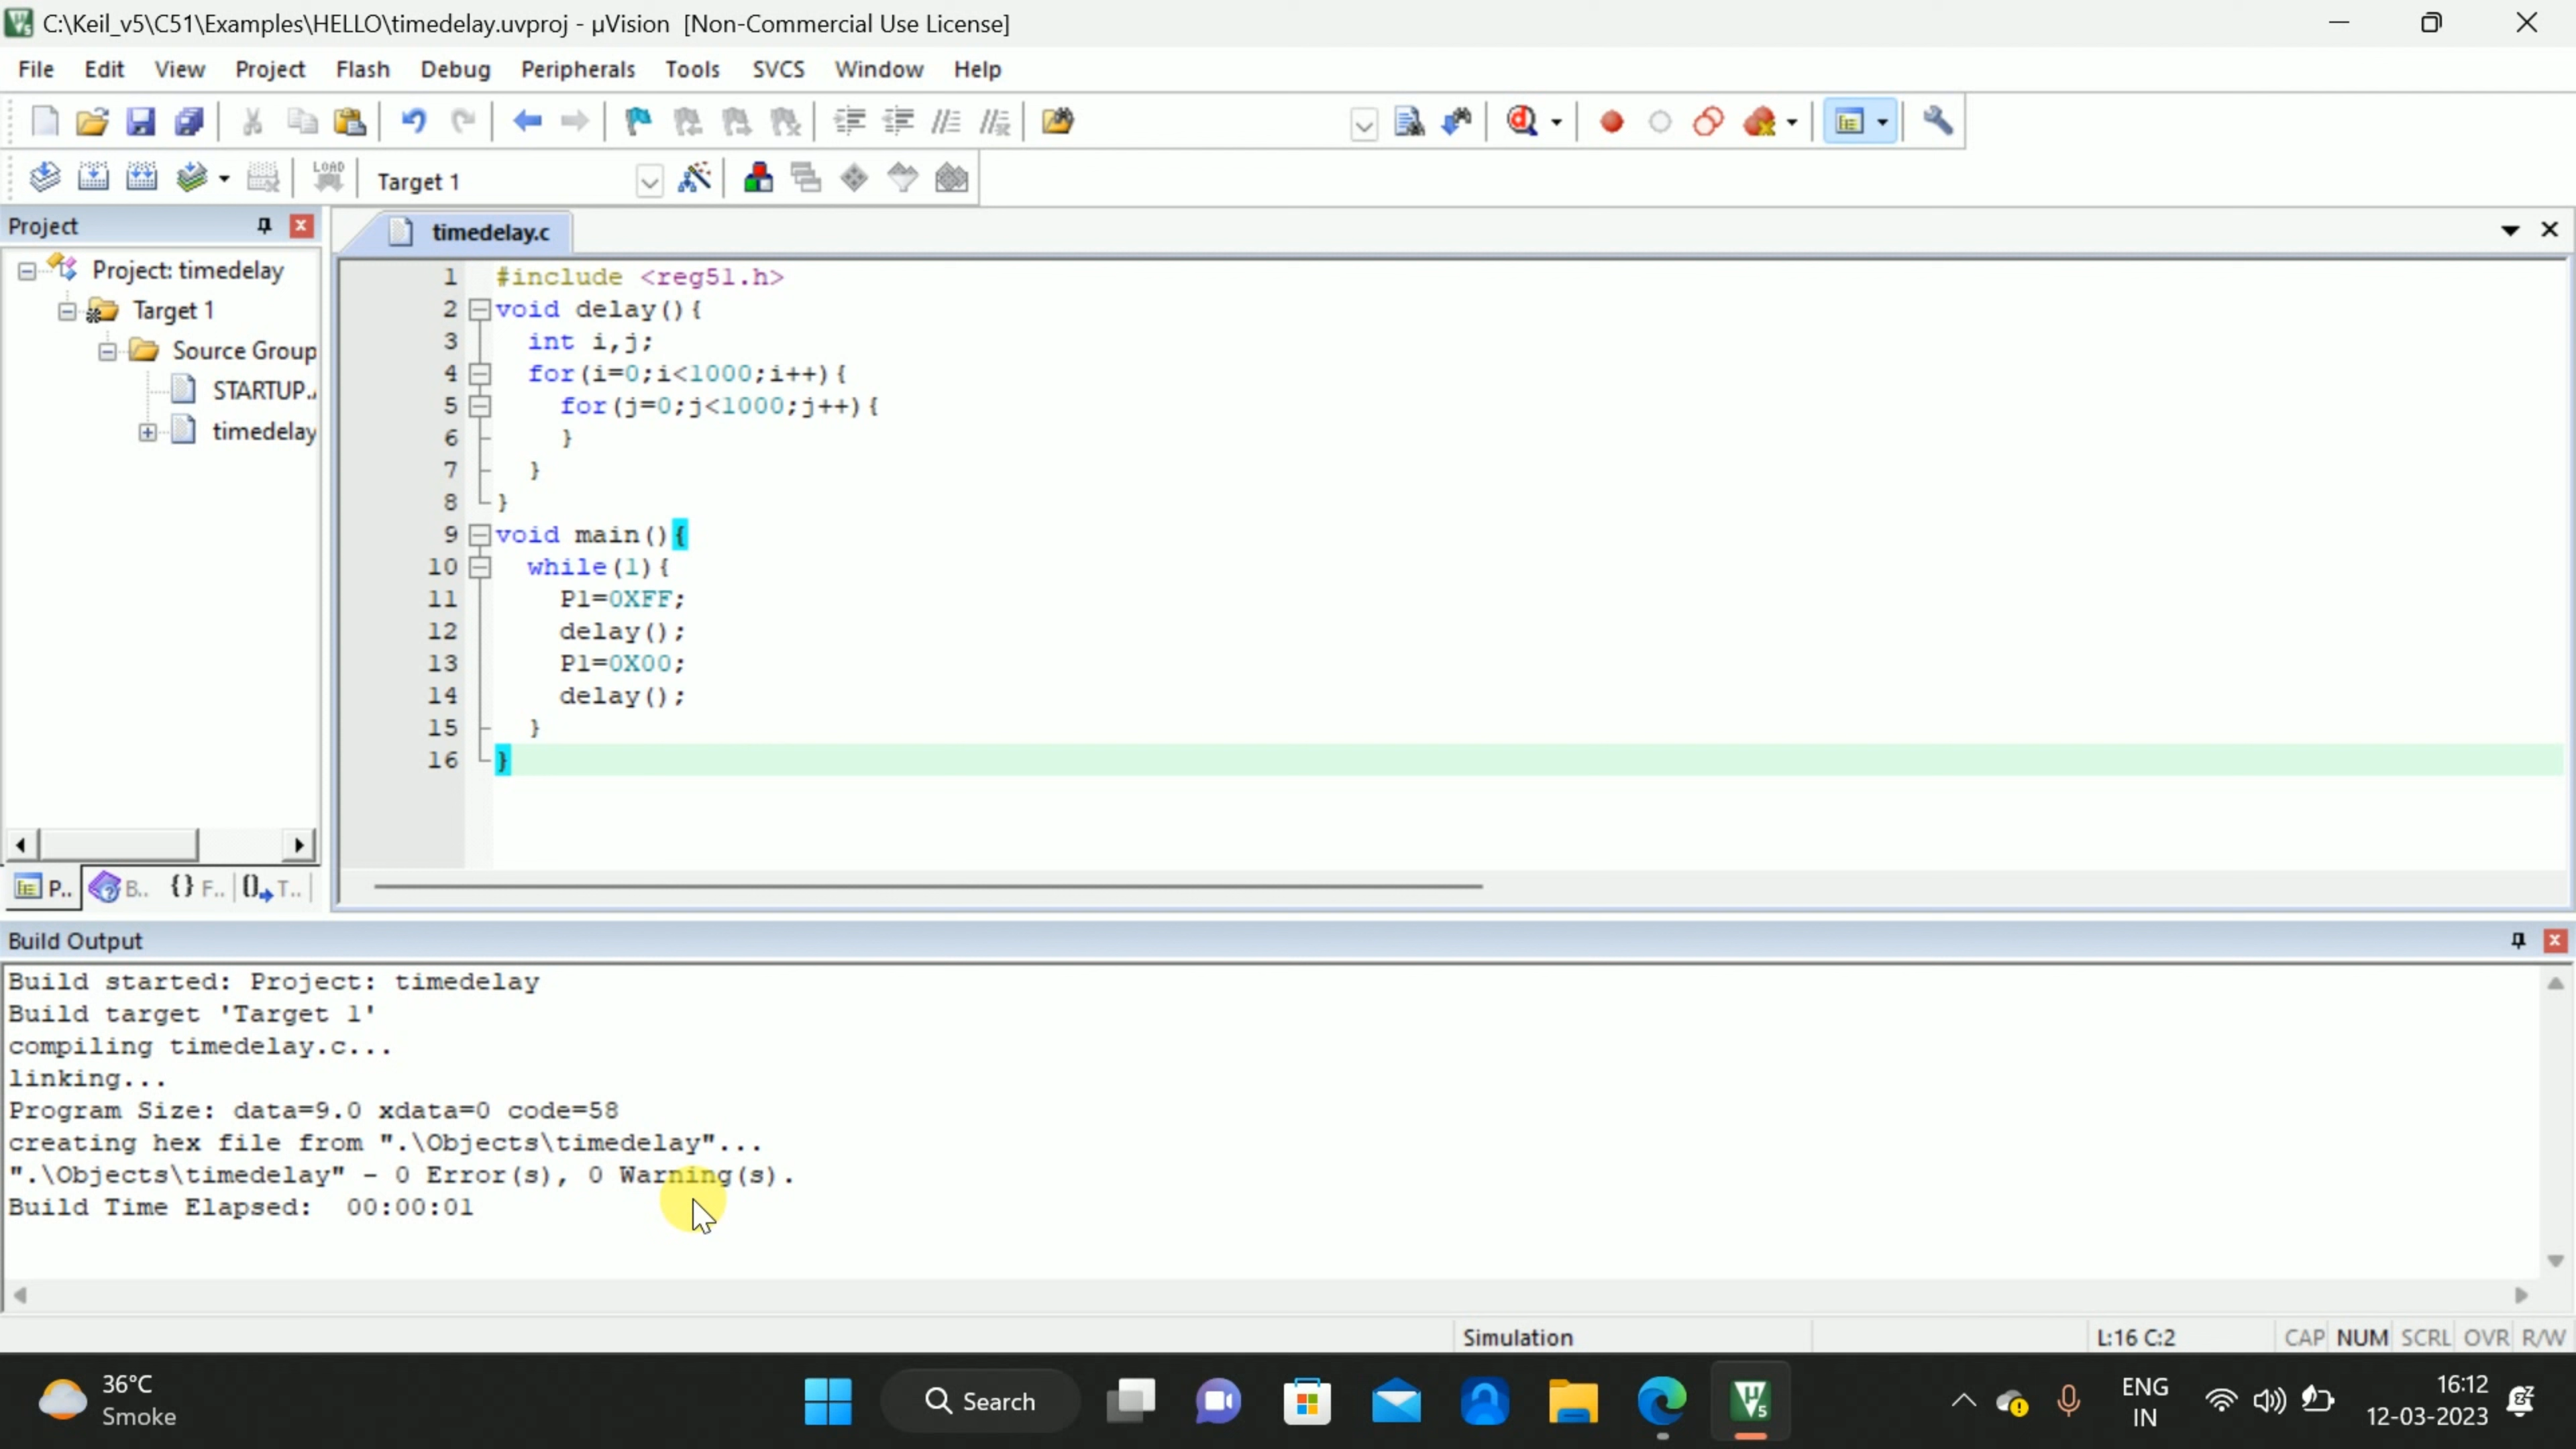 C:\Keil_v5\C51\Examples\HELLO\timedelay.uvproj - µVision [Non-Commercial Use License]
File Edit View Project Flash Debug Peripherals Tools SVCS Window Help
LOAD Target 1
Project
timedelay.c
Project: timedelay
Target 1
Source Group
STARTUP.
timedelay
1 #include <reg51.h>
2 void delay(){
3 int i,j;
4 for(i=0;i<1000;i++){
5 for(j=0;j<1000;j++){
6 }
7 }
8 }
9 void main(){
10 while(1){
11 P1=0XFF;
12 delay();
13 P1=0X00;
14 delay();
15 }
16 }
P.. B.. {} F.. T..
Build Output
Build started: Project: timedelay
Build target 'Target 1'
compiling timedelay.c...
linking...
Program Size: data=9.0 xdata=0 code=58
creating hex file from ".\Objects\timedelay"...
".\Objects\timedelay" - 0 Error(s), 0 Warning(s).
Build Time Elapsed: 00:00:01
Simulation L:16 C:2 CAP NUM SCRL OVR R/W
36°C
Smoke
Search
ENG
IN
16:12
12-03-2023